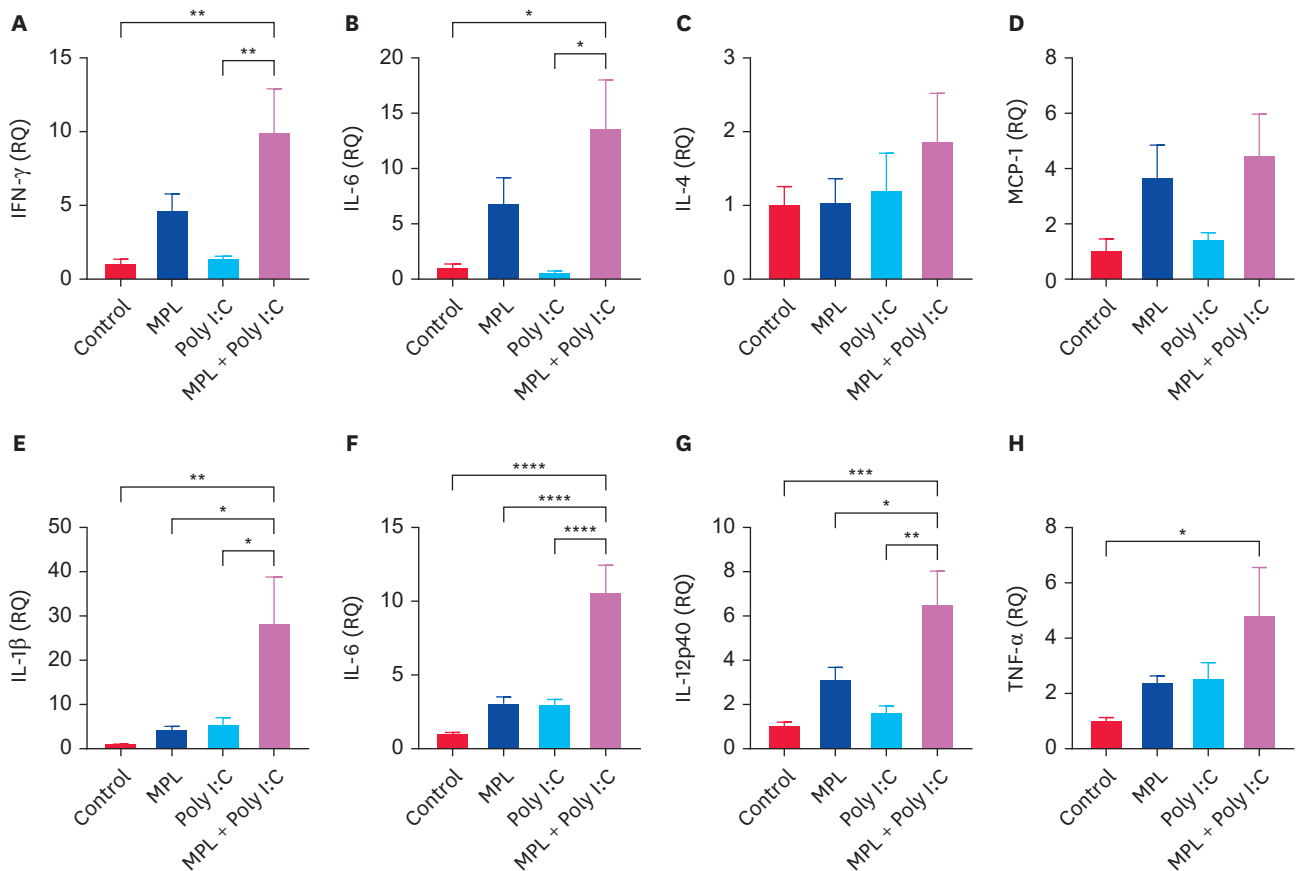 A
**
**
IFN-γ (RQ)
15
10
5
0
Control
MPL
Poly I:C
MPL + Poly I:C
B
*
*
IL-6 (RQ)
20
15
10
5
0
Control
MPL
Poly I:C
MPL + Poly I:C
C
IL-4 (RQ)
3
2
1
0
Control
MPL
Poly I:C
MPL + Poly I:C
D
MCP-1 (RQ)
8
6
4
2
0
Control
MPL
Poly I:C
MPL + Poly I:C
E
**
*
*
IL-1β (RQ)
50
40
30
20
10
0
Control
MPL
Poly I:C
MPL + Poly I:C
F
****
****
****
IL-6 (RQ)
15
10
5
0
Control
MPL
Poly I:C
MPL + Poly I:C
G
***
*
**
IL-12p40 (RQ)
10
8
6
4
2
0
Control
MPL
Poly I:C
MPL + Poly I:C
H
*
TNF-α (RQ)
8
6
4
2
0
Control
MPL
Poly I:C
MPL + Poly I:C